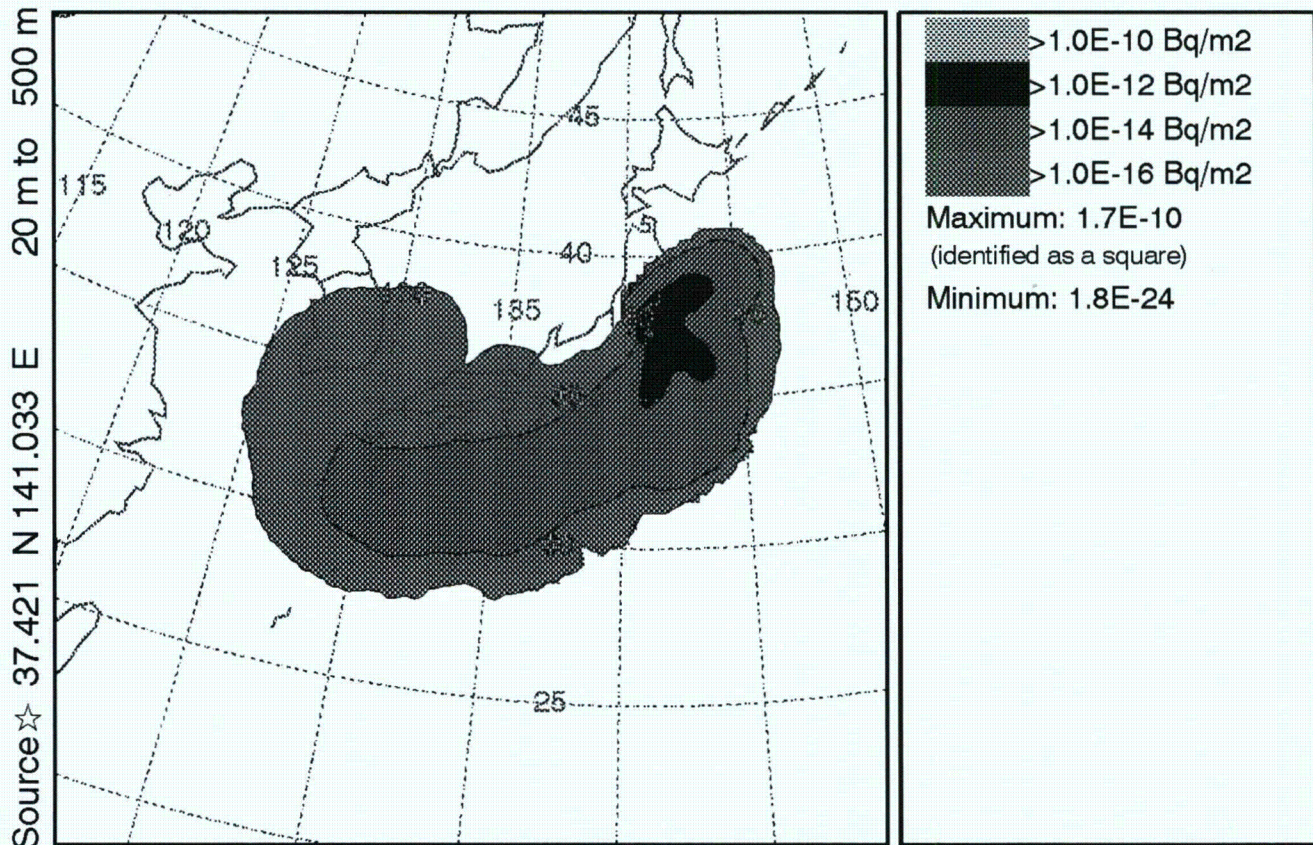 Source ☆ 37.421 N 141.033 E 20 m to 500 m
45
115
120
40
125
135
150
25
>1.0E-10 Bq/m2
>1.0E-12 Bq/m2
>1.0E-14 Bq/m2
>1.0E-16 Bq/m2
Maximum: 1.7E-10
(identified as a square)
Minimum: 1.8E-24